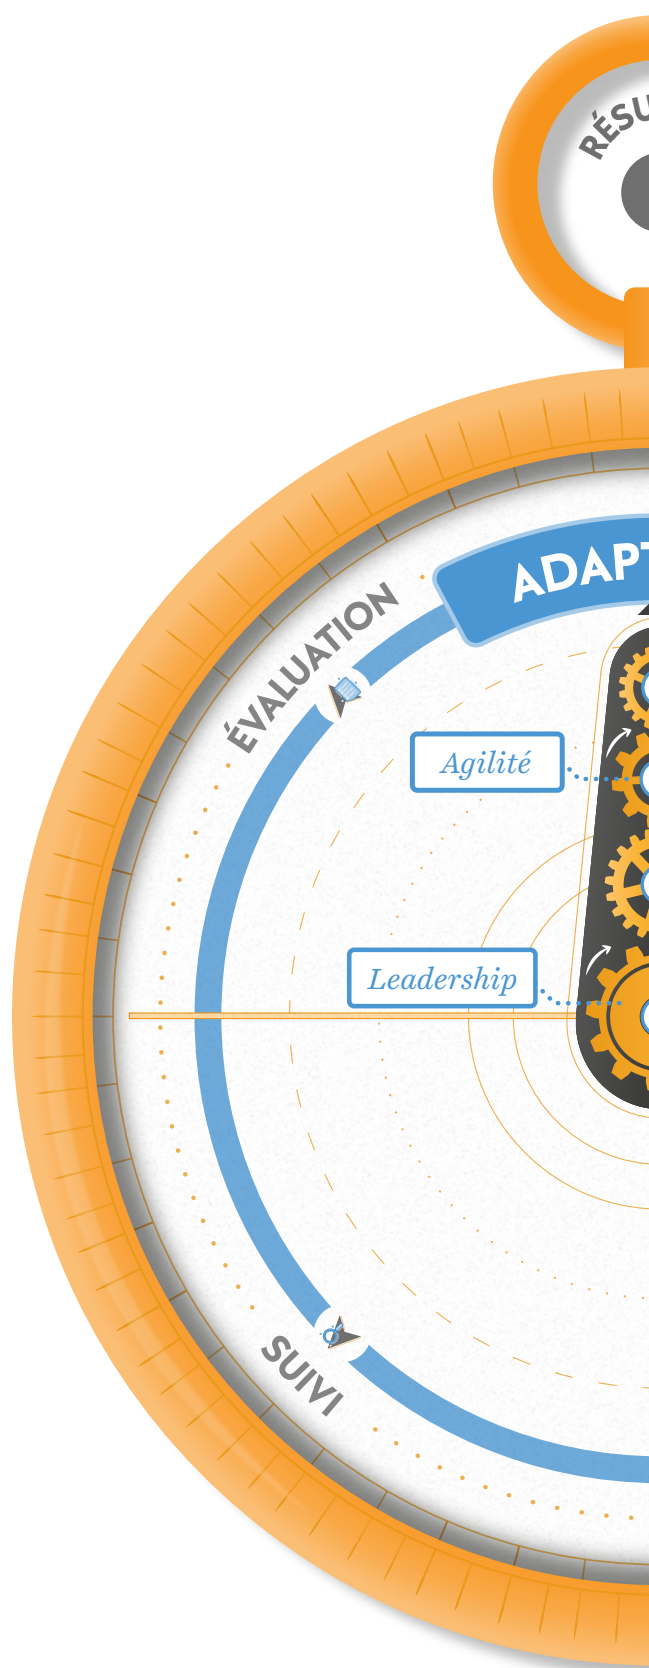 RÉSU
ADAPT
ÉVALUATION
Agilité
Leadership
SUIVI